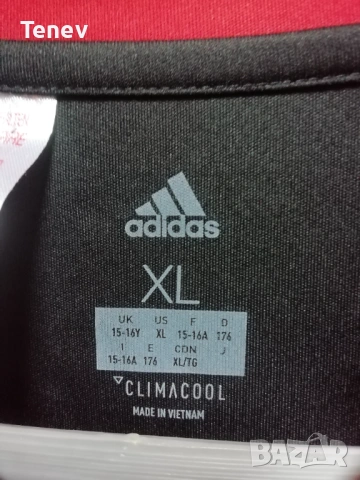 Tenev
adidas
XL
UK US F D
15-16Y XL 15-16A 176
I E CDN J
15-16A 176 XL/TG
CLIMACOOL
MADE IN VIETNAM
bazar